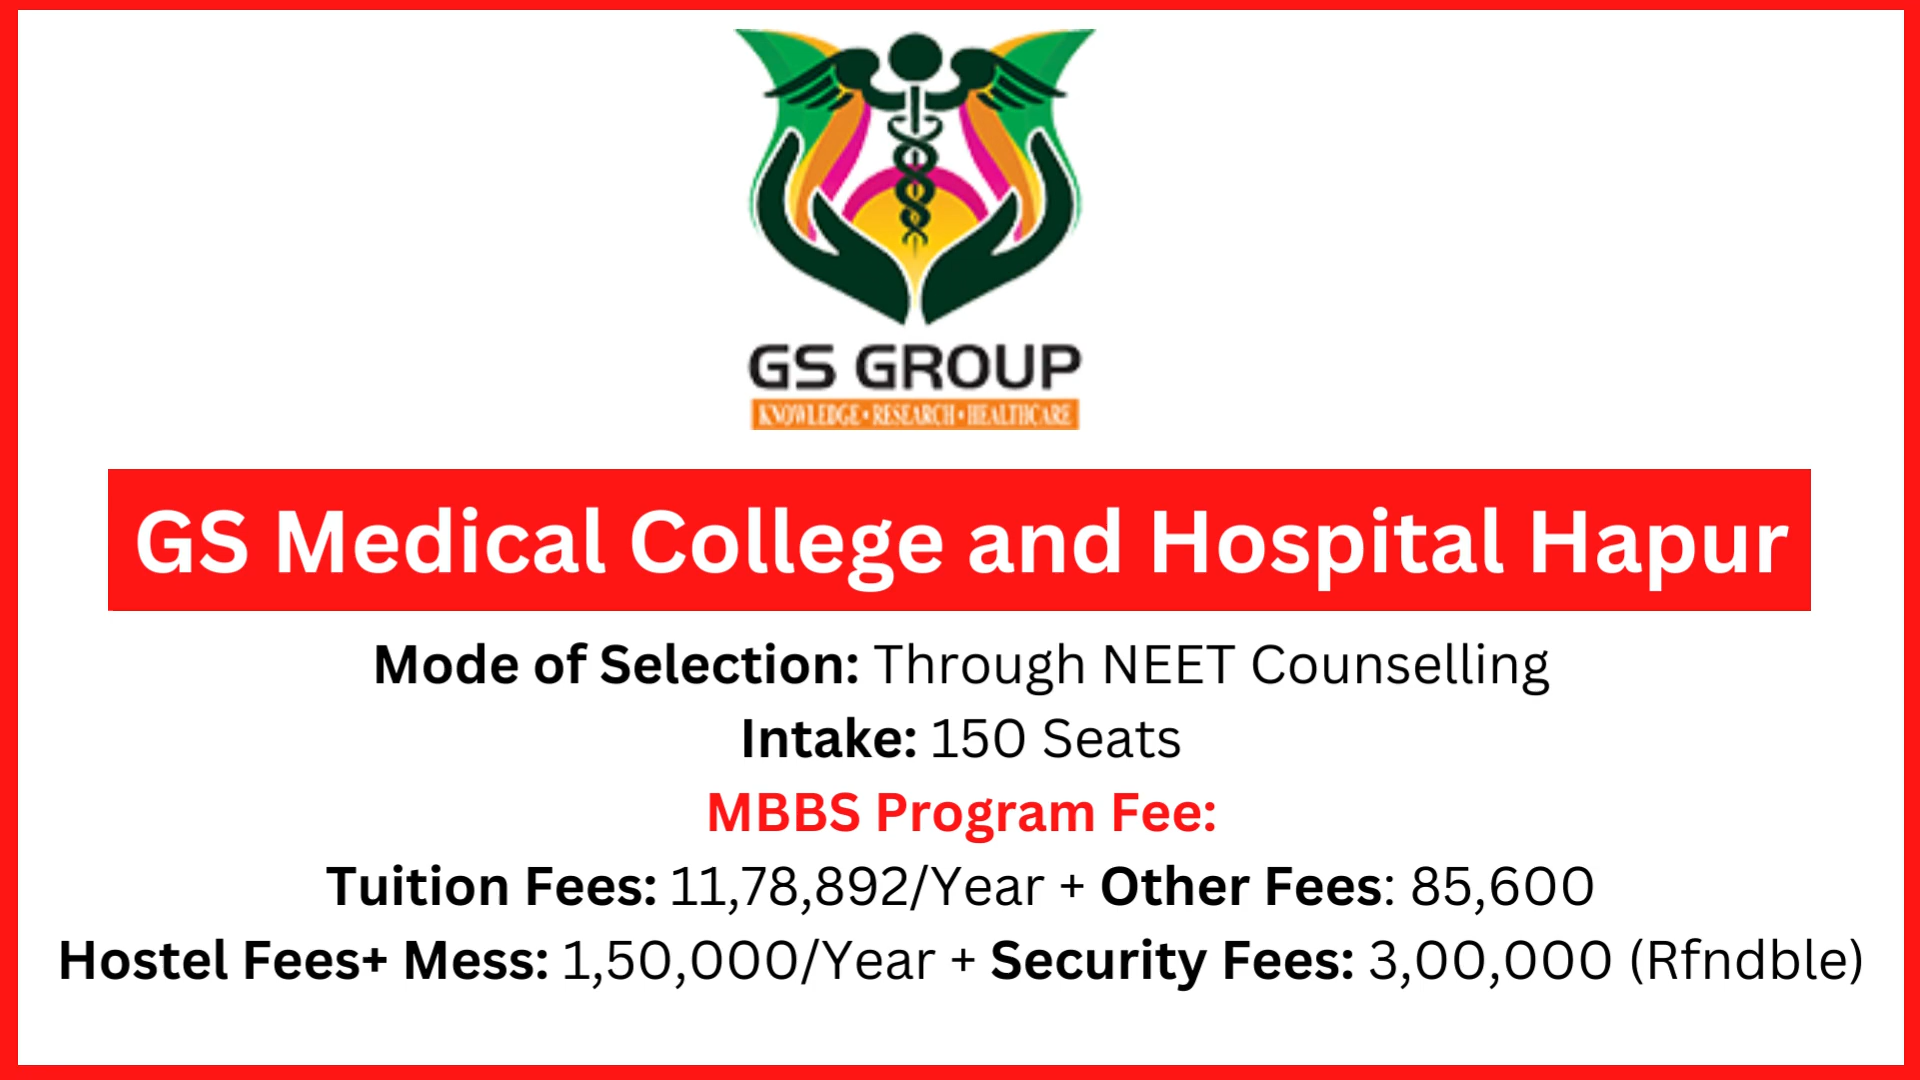 GS GROUP
KNOWLEDGE • RESEARCH • HEALTHCARE
GS Medical College and Hospital Hapur
Mode of Selection: Through NEET Counselling
Intake: 150 Seats
MBBS Program Fee:
Tuition Fees: 11,78,892/Year + Other Fees: 85,600
Hostel Fees+ Mess: 1,50,000/Year + Security Fees: 3,00,000 (Rfndble)